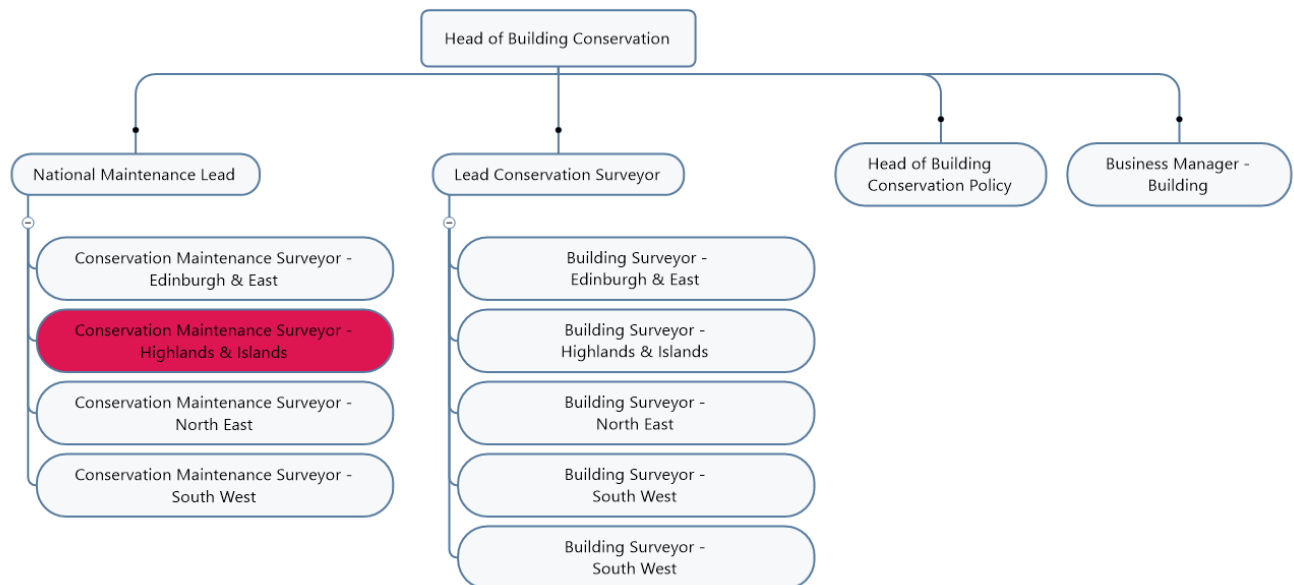 Head of Building Conservation
National Maintenance Lead
Lead Conservation Surveyor
Head of Building
Conservation Policy
Business Manager -
Building
Conservation Maintenance Surveyor -
Edinburgh & East
Conservation Maintenance Surveyor -
Highlands & Islands
Conservation Maintenance Surveyor -
North East
Conservation Maintenance Surveyor -
South West
Building Surveyor -
Edinburgh & East
Building Surveyor -
Highlands & Islands
Building Surveyor -
North East
Building Surveyor -
South West
Building Surveyor -
South West